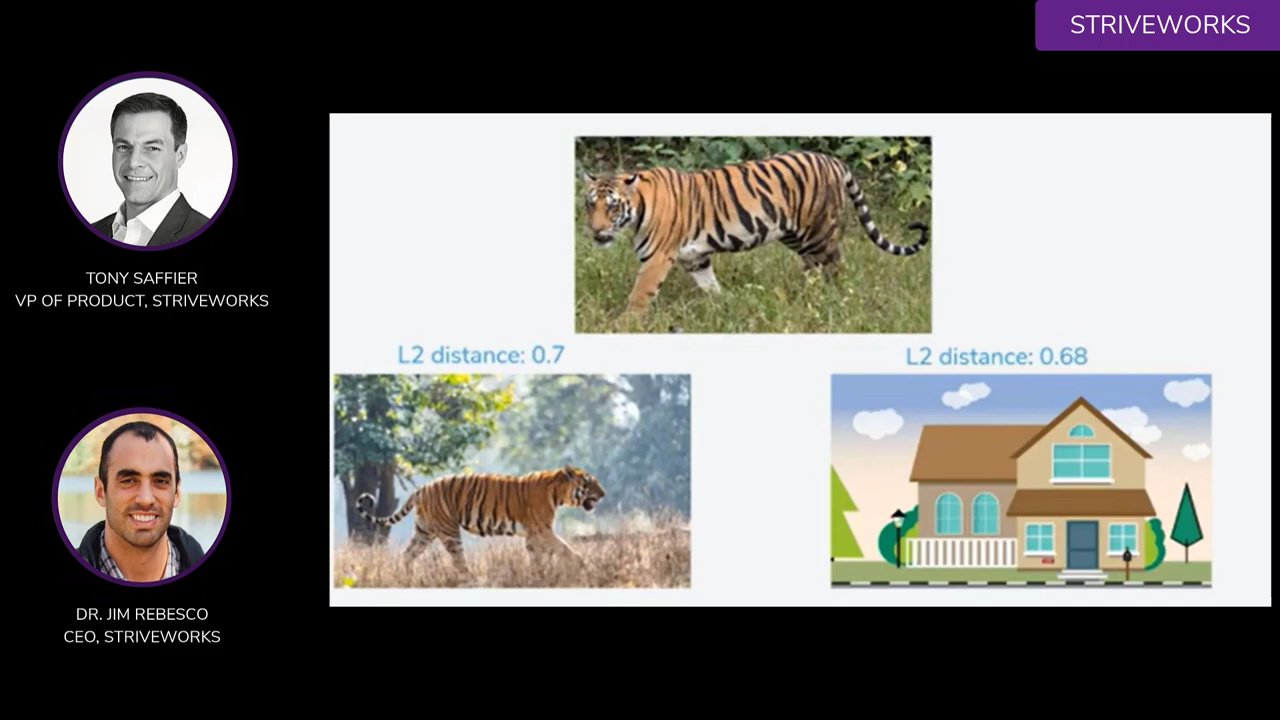 STRIVEWORKS
TONY SAFFIER
VP OF PRODUCT, STRIVEWORKS
L2 distance: 0.7
L2 distance: 0.68
DR. JIM REBESCO
CEO, STRIVEWORKS